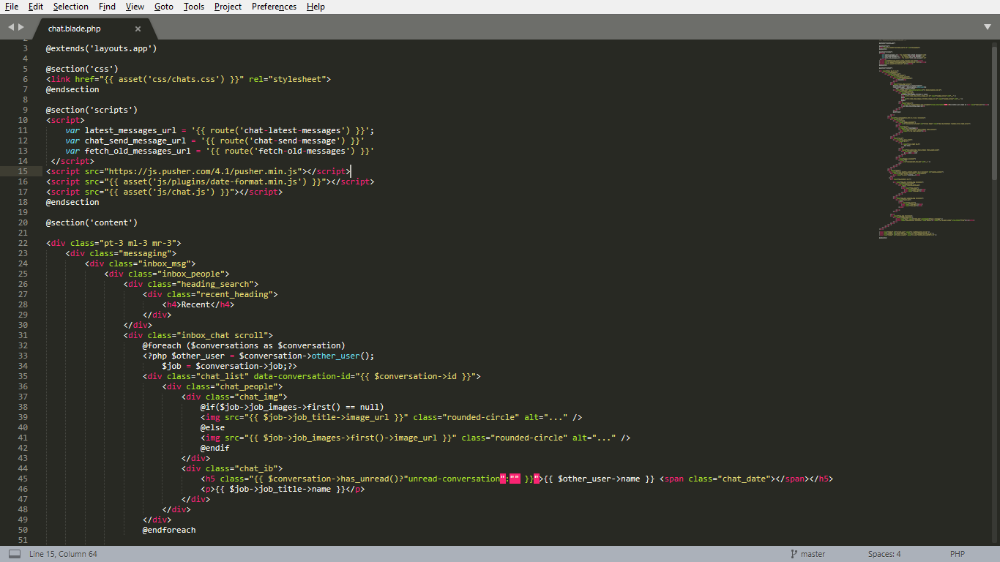 File Edit Selection Find View Goto Tools Project Preferences Help
chat.blade.php ×
3 @extends('layouts.app')
4
5 @section('css')
6 <link href="{{ asset('css/chats.css') }}" rel="stylesheet">
7 @endsection
8
9 @section('scripts')
10 <script>
11     var latest_messages_url = '{{ route('chat-latest-messages') }}';
12     var chat_send_message_url = '{{ route('chat-send-message') }}'
13     var fetch_old_messages_url = '{{ route('fetch-old-messages') }}'
14  </script>
15 <script src="https://js.pusher.com/4.1/pusher.min.js"></script>
16 <script src="{{ asset('js/plugins/date-format.min.js') }}"></script>
17 <script src="{{ asset('js/chat.js') }}"></script>
18 @endsection
19
20 @section('content')
21
22 <div class="pt-3 ml-3 mr-3">
23     <div class="messaging">
24         <div class="inbox_msg">
25             <div class="inbox_people">
26                 <div class="heading_search">
27                     <div class="recent_heading">
28                         <h4>Recent</h4>
29                     </div>
30                 </div>
31                 <div class="inbox_chat scroll">
32                     @foreach ($conversations as $conversation)
33                     <?php $other_user = $conversation->other_user();
34                         $job = $conversation->job;?>
35                     <div class="chat_list" data-conversation-id="{{ $conversation->id }}">
36                         <div class="chat_people">
37                             <div class="chat_img">
38                                 @if($job->job_images->first() == null)
39                                 <img src="{{ $job->job_title->image_url }}" class="rounded-circle" alt="..." />
40                                 @else
41                                 <img src="{{ $job->job_images->first()->image_url }}" class="rounded-circle" alt="..." />
42                                 @endif
43                             </div>
44                             <div class="chat_ib">
45                                 <h5 class="{{ $conversation->has_unread()?"unread-conversation":"" }}">{{ $other_user->name }} <span class="chat_date"></span></h5>
46                                 <p>{{ $job->job_title->name }}</p>
47                             </div>
48                         </div>
49                     </div>
50                     @endforeach
51
Line 15, Column 64 master Spaces: 4 PHP